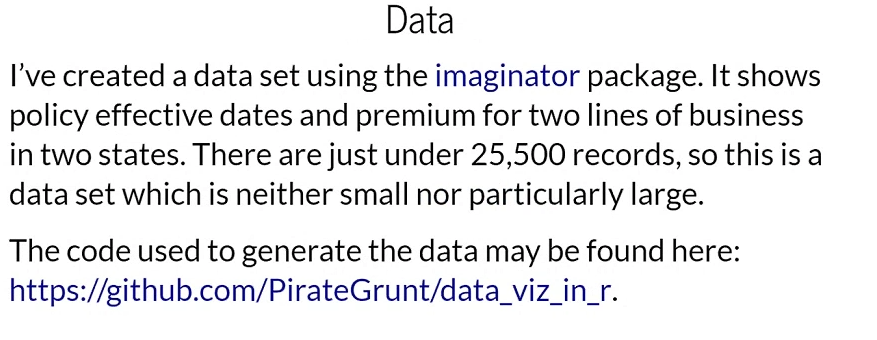 Data
I’ve created a data set using the imaginator package. It shows
policy effective dates and premium for two lines of business
in two states. There are just under 25,500 records, so this is a
data set which is neither small nor particularly large.
The code used to generate the data may be found here:
https://github.com/PirateGrunt/data_viz_in_r.